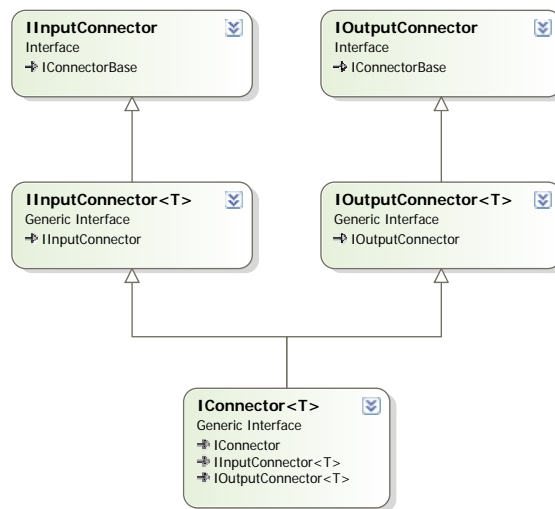 IInputConnector
Interface
IConnectorBase
IOutputConnector
Interface
IConnectorBase
IInputConnector<T>
Generic Interface
IInputConnector
IOutputConnector<T>
Generic Interface
IOutputConnector
IConnector<T>
Generic Interface
IConnector
IInputConnector<T>
IOutputConnector<T>